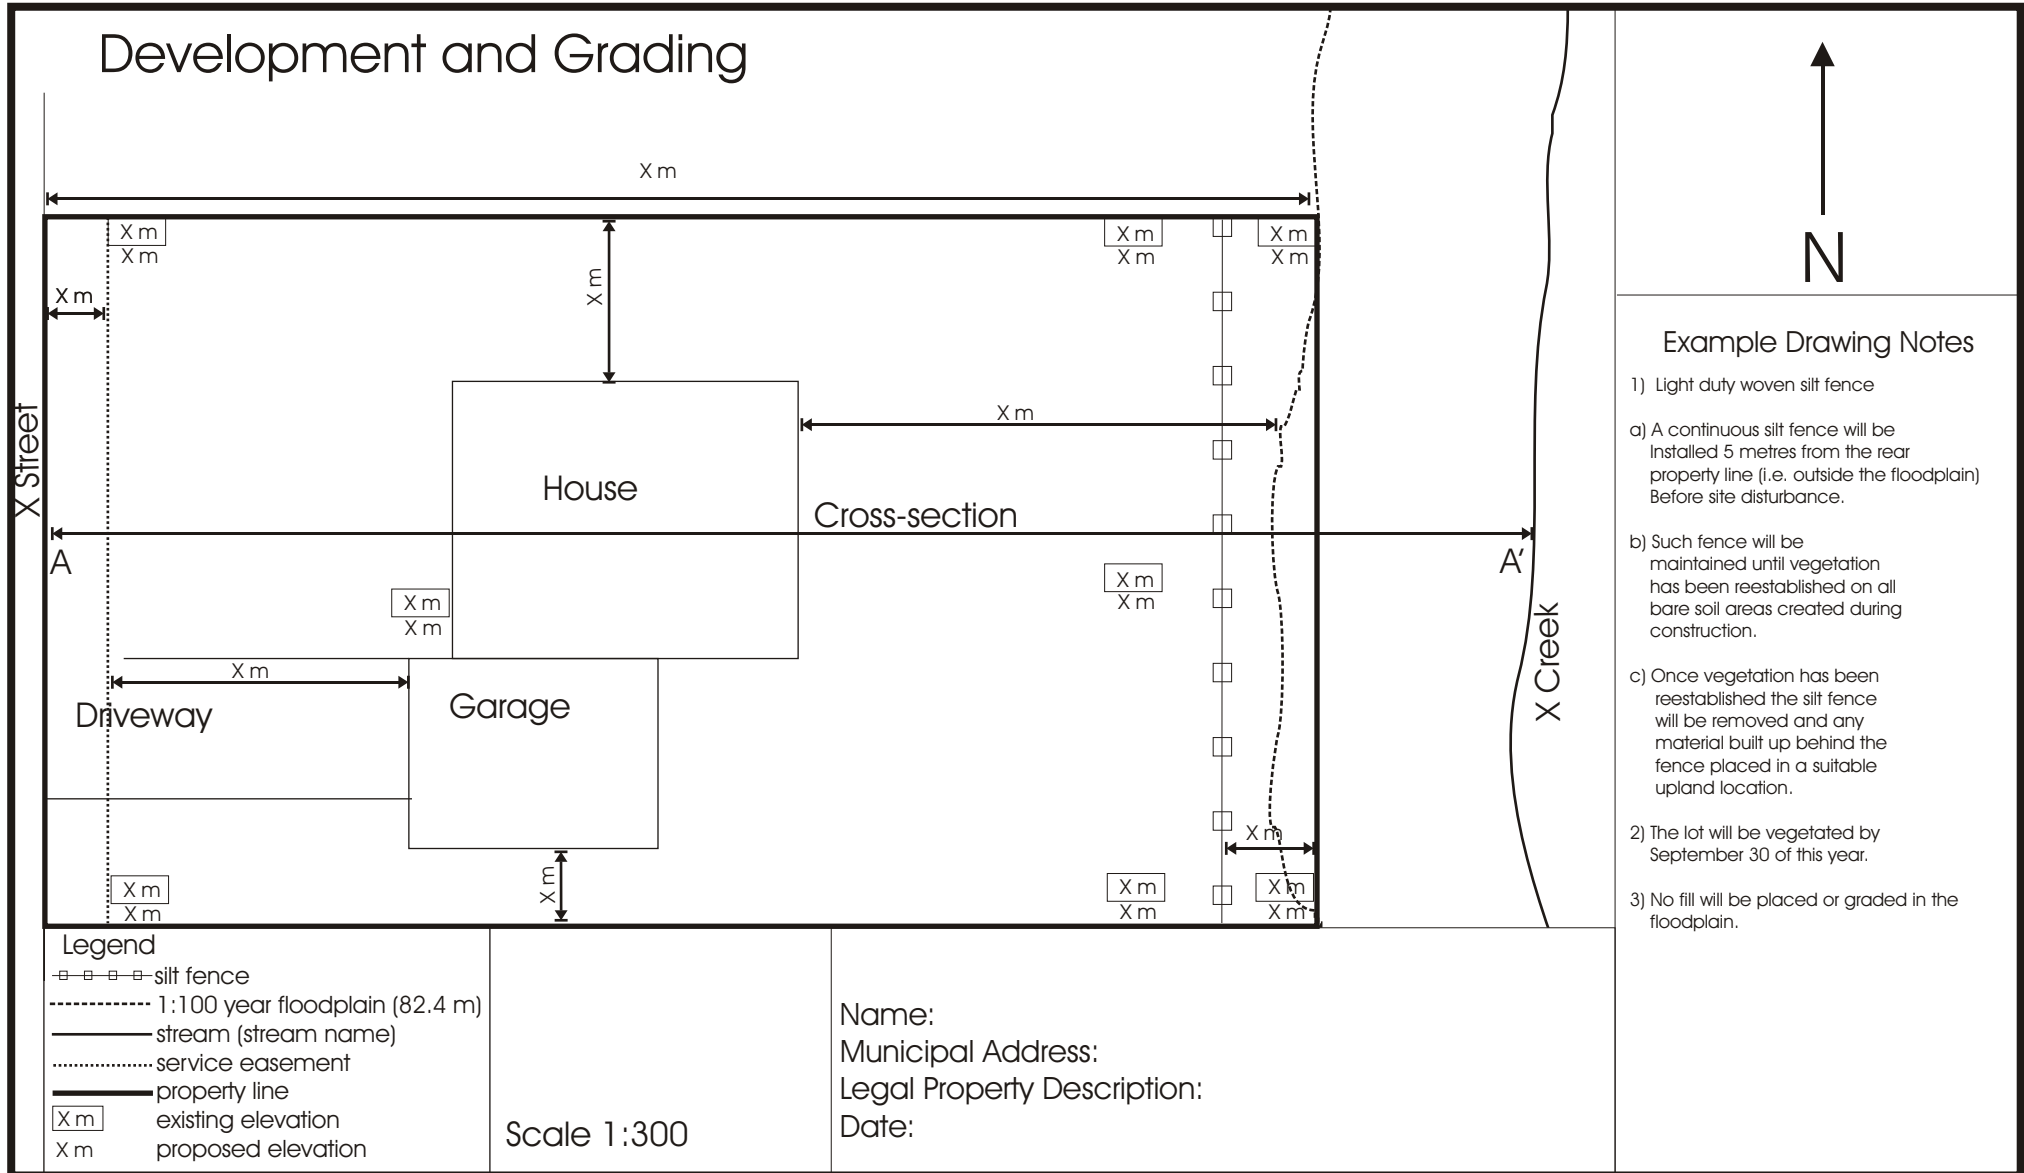 Development and Grading
X m
X m
X m
X m
X m
X m
X m
X m
X m
X m
N
Example Drawing Notes
1) Light duty woven silt fence
a) A continuous silt fence will be
Installed 5 metres from the rear
property line (i.e. outside the floodplain)
Before site disturbance.
b) Such fence will be
maintained until vegetation
has been reestablished on all
bare soil areas created during
construction.
c) Once vegetation has been
reestablished the silt fence
will be removed and any
material built up behind the
fence placed in a suitable
upland location.
2) The lot will be vegetated by
September 30 of this year.
3) No fill will be placed or graded in the
floodplain.
X Street
House
Cross-section
A
A'
X m
X m
X m
X m
X Creek
X m
Driveway
Garage
X m
X m
X m
X m
X m
X m
X m
X m
Legend
silt fence
1:100 year floodplain (82.4 m)
stream (stream name)
service easement
property line
X m existing elevation
X m proposed elevation
Scale 1:300
Name:
Municipal Address:
Legal Property Description:
Date: